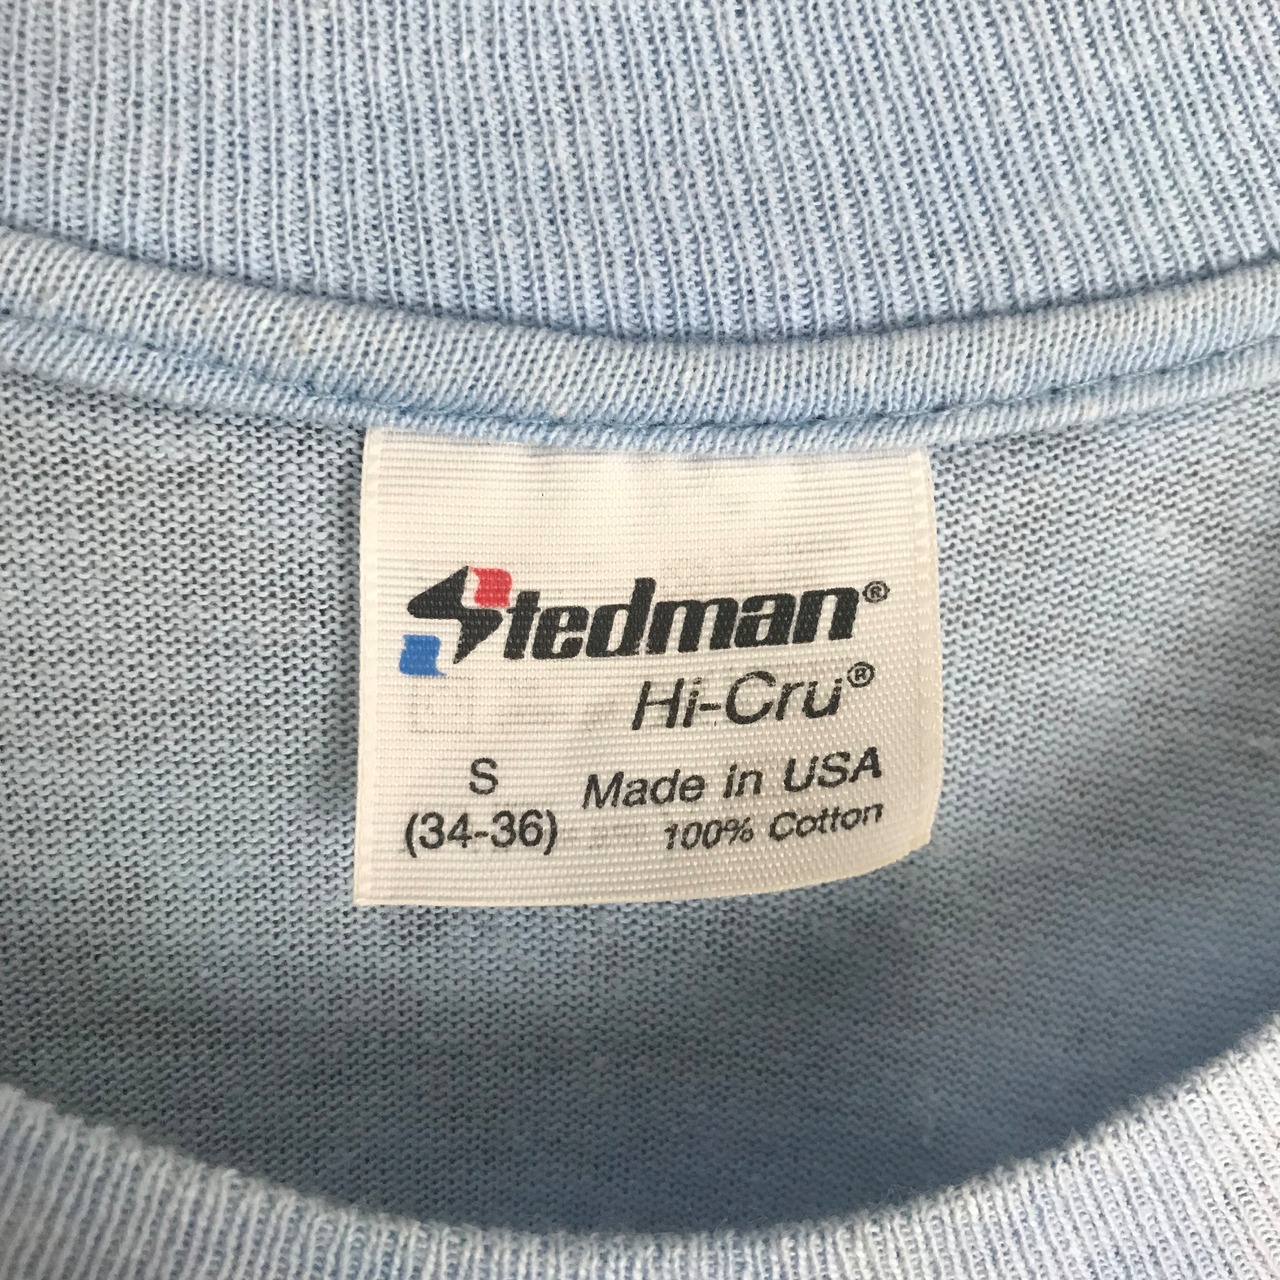 Stedman®
Hi-Cru®
S Made in USA
(34-36) 100% Cotton